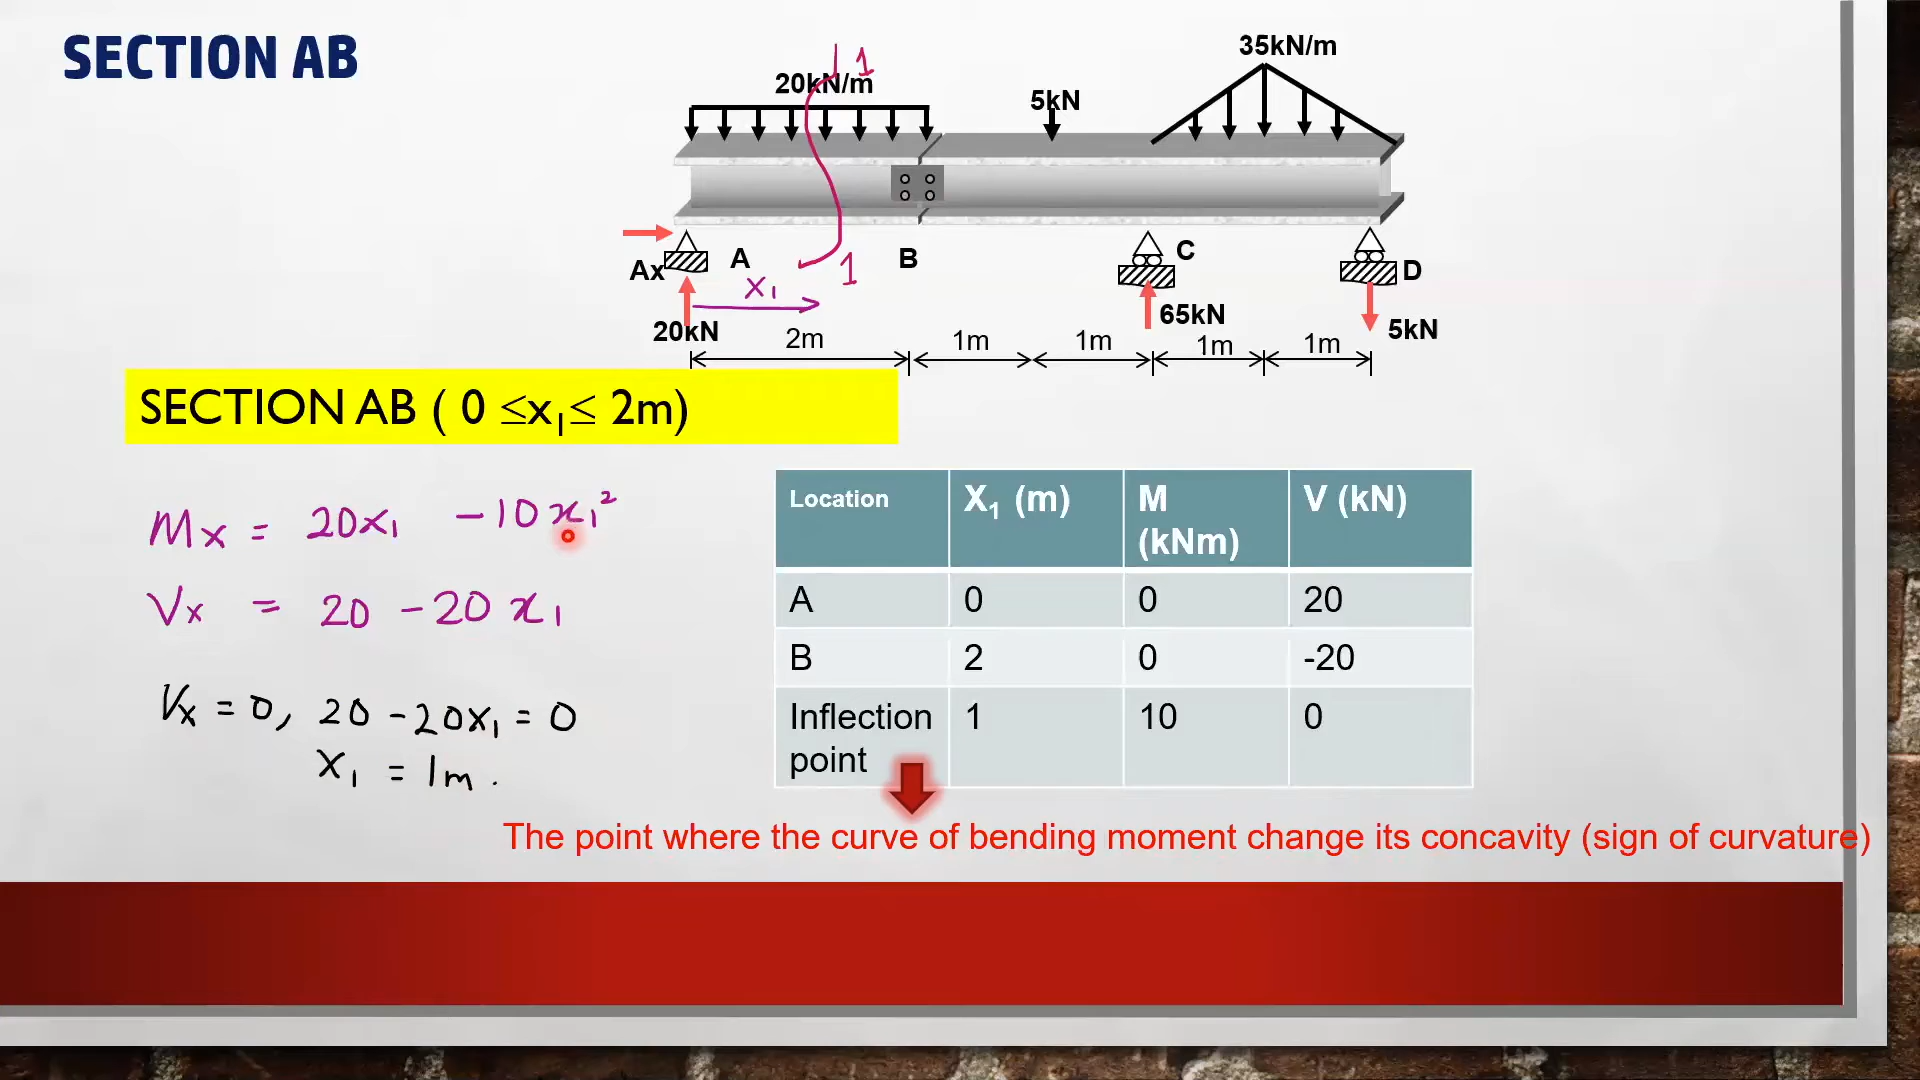 SECTION AB
35kN/m
1
20kN/m
5kN
A
B
C
D
Ax
1
X₁
20kN
65kN
5kN
2m
1m
1m
1m
1m
SECTION AB ( 0 ≤x₁≤ 2m)
Mx = 20x₁ - 10x₁²
Vx = 20 - 20x₁
Vx = 0, 20 - 20x₁ = 0
X₁ = 1m.
Location X₁ (m) M (kNm) V (kN)
A 0 0 20
B 2 0 -20
Inflection point 1 10 0
The point where the curve of bending moment change its concavity (sign of curvature)